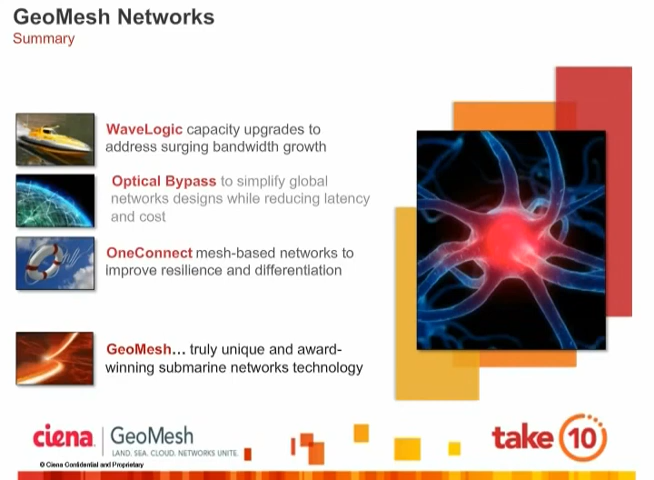 GeoMesh Networks
Summary
WaveLogic capacity upgrades to
address surging bandwidth growth
Optical Bypass to simplify global
networks designs while reducing latency
and cost
OneConnect mesh-based networks to
improve resilience and differentiation
GeoMesh... truly unique and award-
winning submarine networks technology
ciena. GeoMesh
LAND. SEA. CLOUD. NETWORKS UNITE.
take 10
© Ciena Confidential and Proprietary